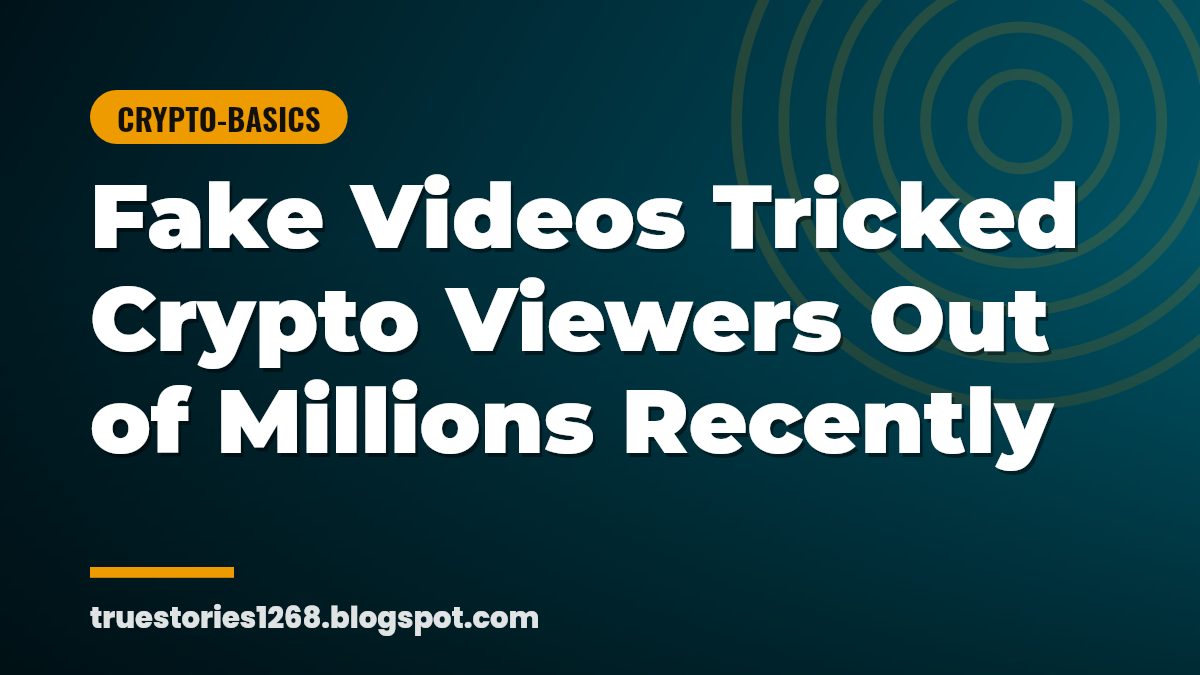 CRYPTO-BASICS
Fake Videos Tricked
Crypto Viewers Out
of Millions Recently
truestories1268.blogspot.com